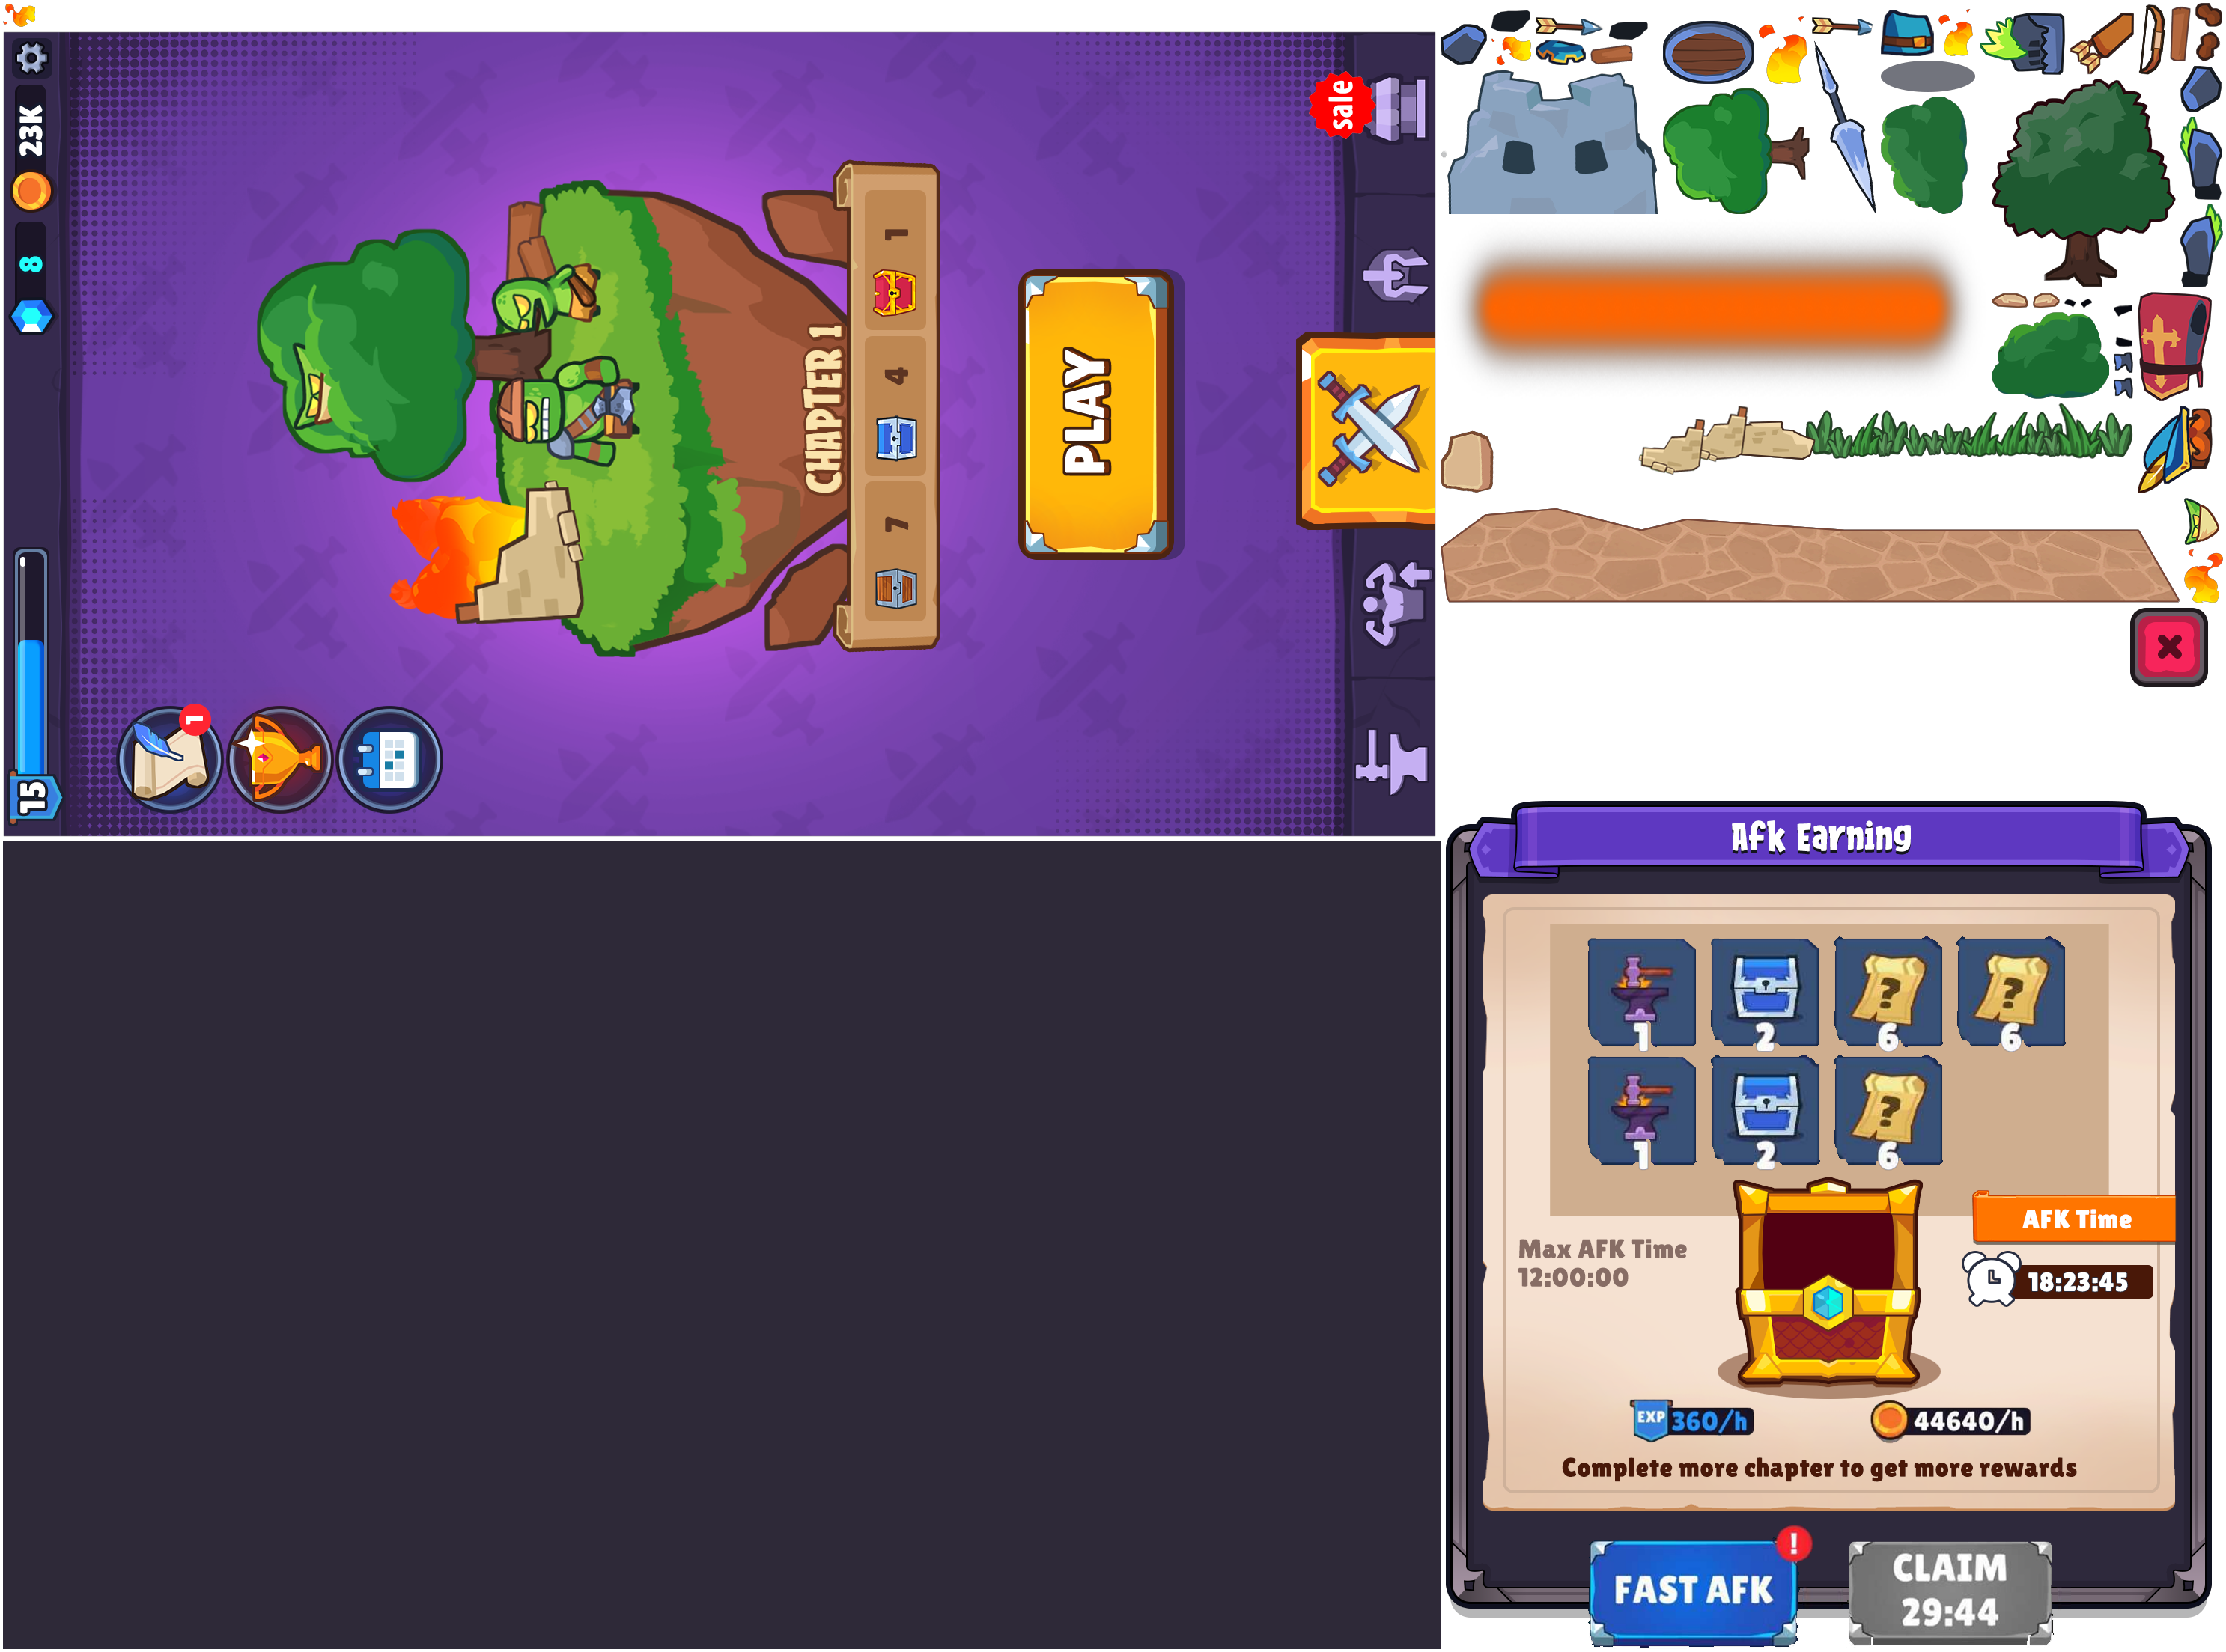 15
8
23K
1
sale
CHAPTER 1
7
4
1
PLAY
Afk Earning
1
2
6
6
1
2
6
Max AFK Time
12:00:00
AFK Time
18:23:45
EXP
360/h
44640/h
Complete more chapter to get more rewards
FAST AFK
!
CLAIM
29:44